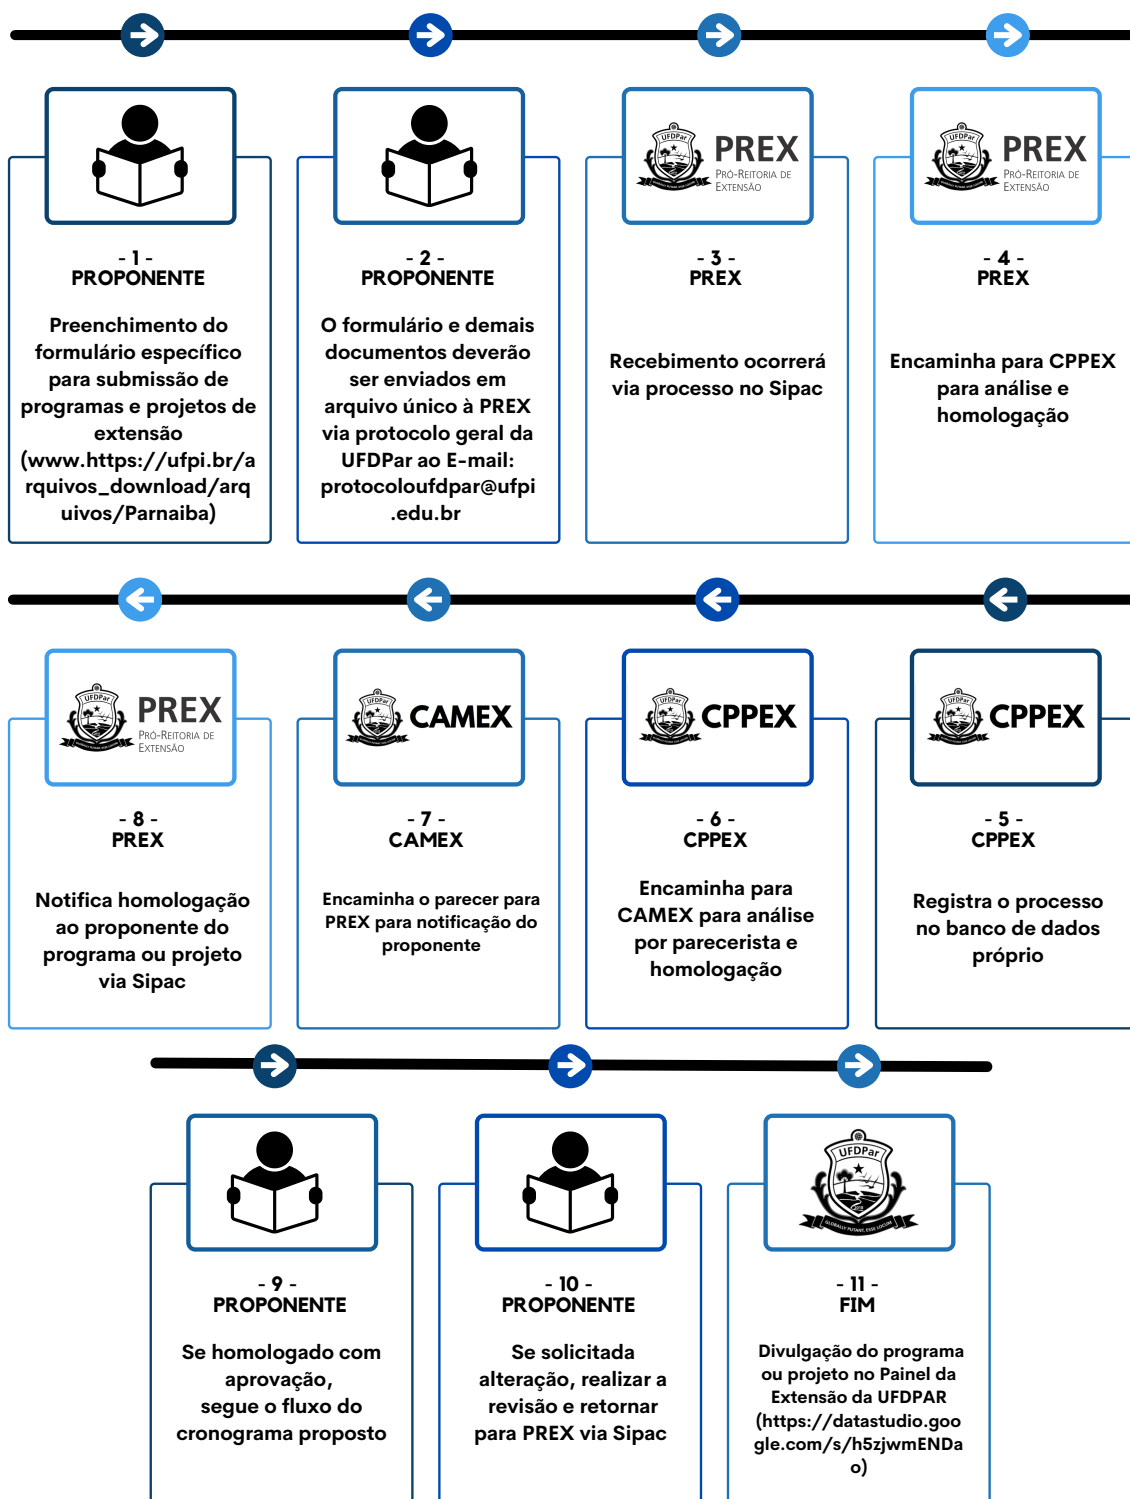 PREX
PRÓ-REITORIA DE
EXTENSÃO
PREX
PRÓ-REITORIA DE
EXTENSÃO
- 1 -
PROPONENTE
Preenchimento do
formulário específico
para submissão de
programas e projetos de
extensão
(www.https://ufpi.br/a
rquivos_download/arq
uivos/Parnaiba)
- 2 -
PROPONENTE
O formulário e demais
documentos deverão
ser enviados em
arquivo único à PREX
via protocolo geral da
UFDPar ao E-mail:
protocoloufdpar@ufpi
.edu.br
- 3 -
PREX
Recebimento ocorrerá
via processo no Sipac
- 4 -
PREX
Encaminha para CPPEX
para análise e
homologação
UFDPar
PREX
PRÓ-REITORIA DE
EXTENSÃO
UFDPar
CAMEX
UFDPar
CPPEX
UFDPar
CPPEX
- 8 -
PREX
Notifica homologação
ao proponente do
programa ou projeto
via Sipac
- 7 -
CAMEX
Encaminha o parecer para
PREX para notificação do
proponente
- 6 -
CPPEX
Encaminha para
CAMEX para análise
por parecerista e
homologação
- 5 -
CPPEX
Registra o processo
no banco de dados
próprio
UFDPar
- 9 -
PROPONENTE
Se homologado com
aprovação,
segue o fluxo do
cronograma proposto
- 10 -
PROPONENTE
Se solicitada
alteração, realizar a
revisão e retornar
para PREX via Sipac
- 11 -
FIM
Divulgação do programa
ou projeto no Painel da
Extensão da UFDPAR
(https://datastudio.goo
gle.com/s/h5zjwmENDa
o)